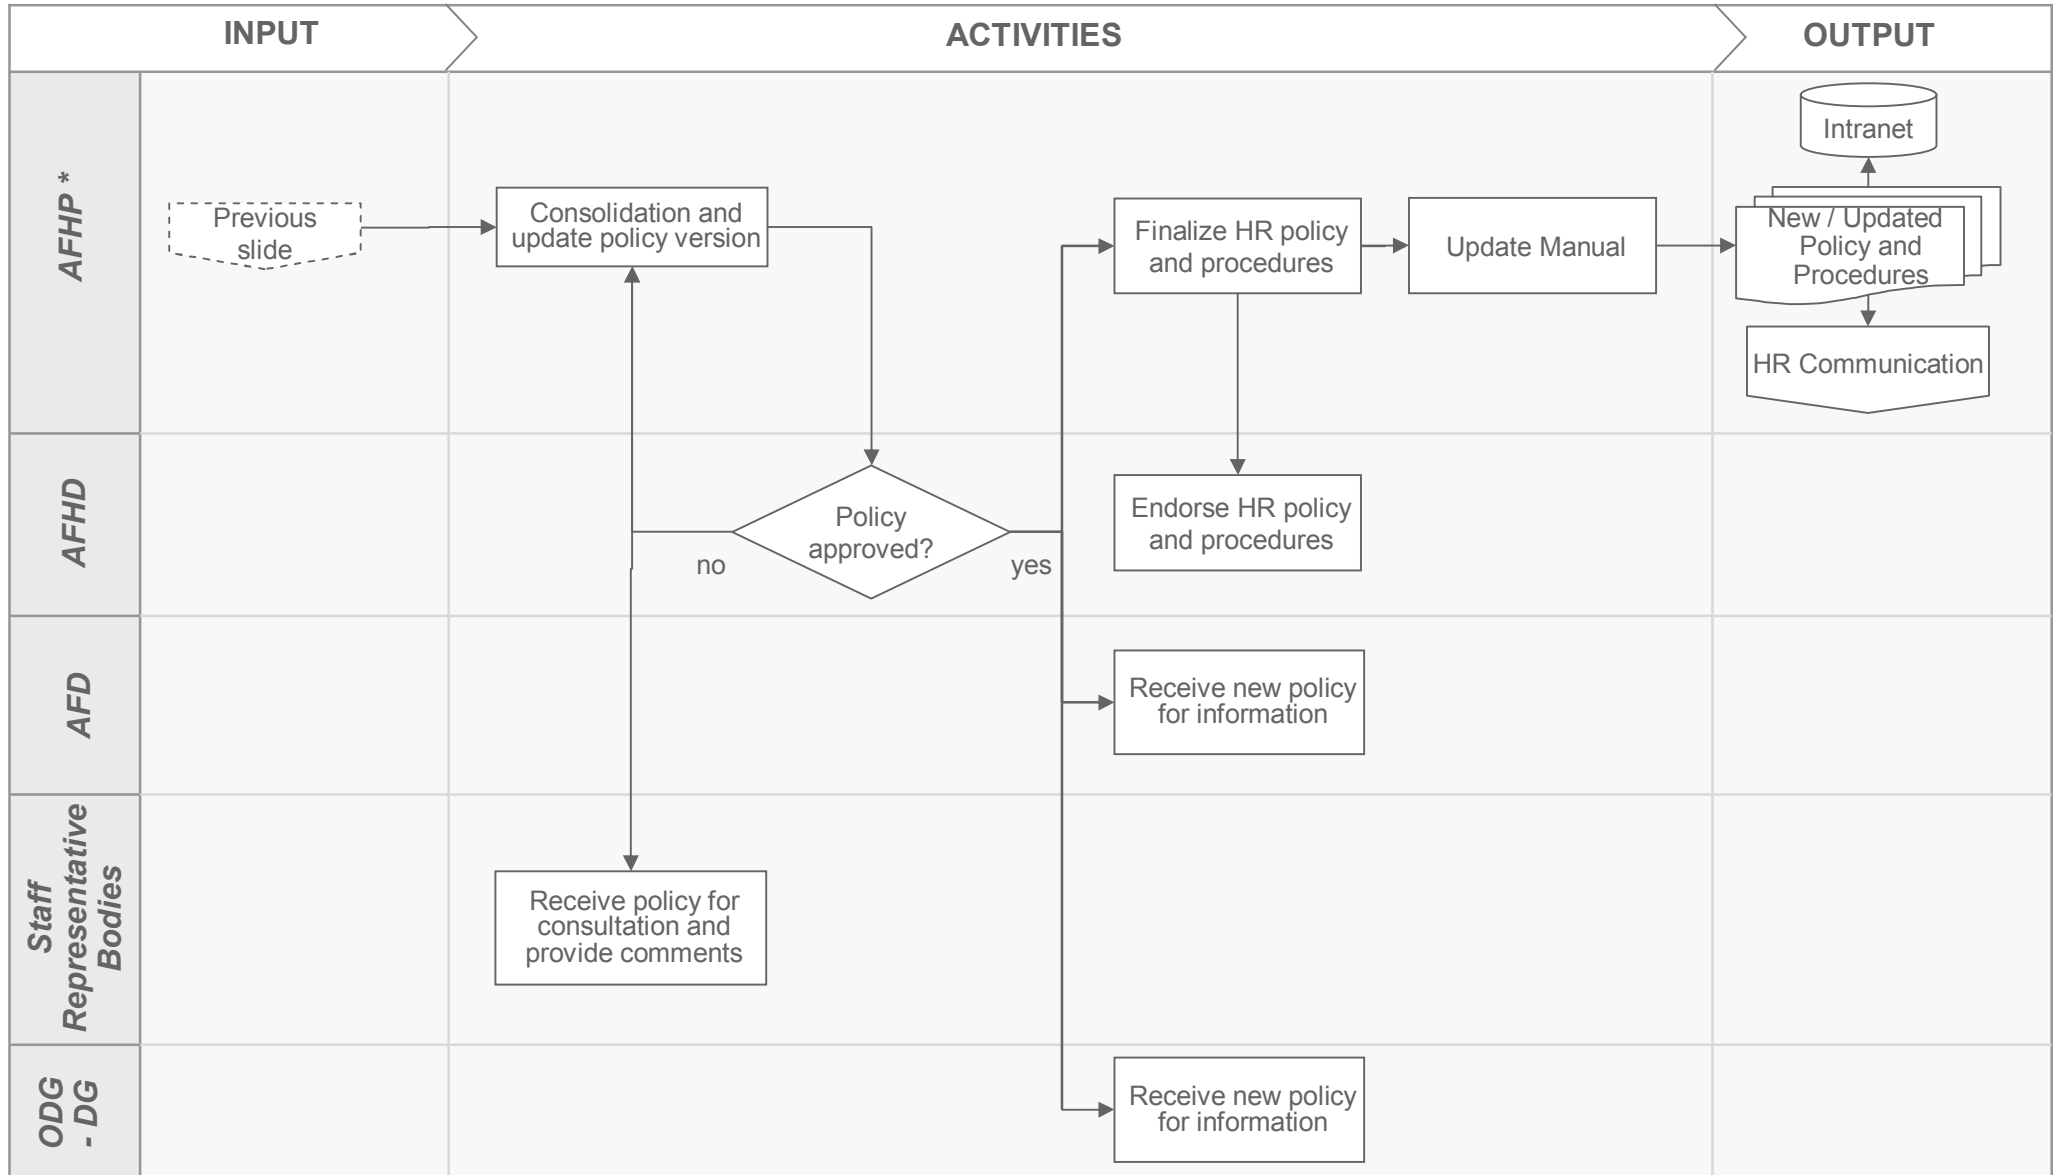 INPUT
ACTIVITIES
OUTPUT
AFHP *
Previous
slide
Consolidation and
update policy version
Finalize HR policy
and procedures
Update Manual
Intranet
New / Updated
Policy and
Procedures
HR Communication
AFHD
Policy
approved?
no
yes
Endorse HR policy
and procedures
AFD
Receive new policy
for information
Staff
Representative
Bodies
Receive policy for
consultation and
provide comments
ODG
- DG
Receive new policy
for information